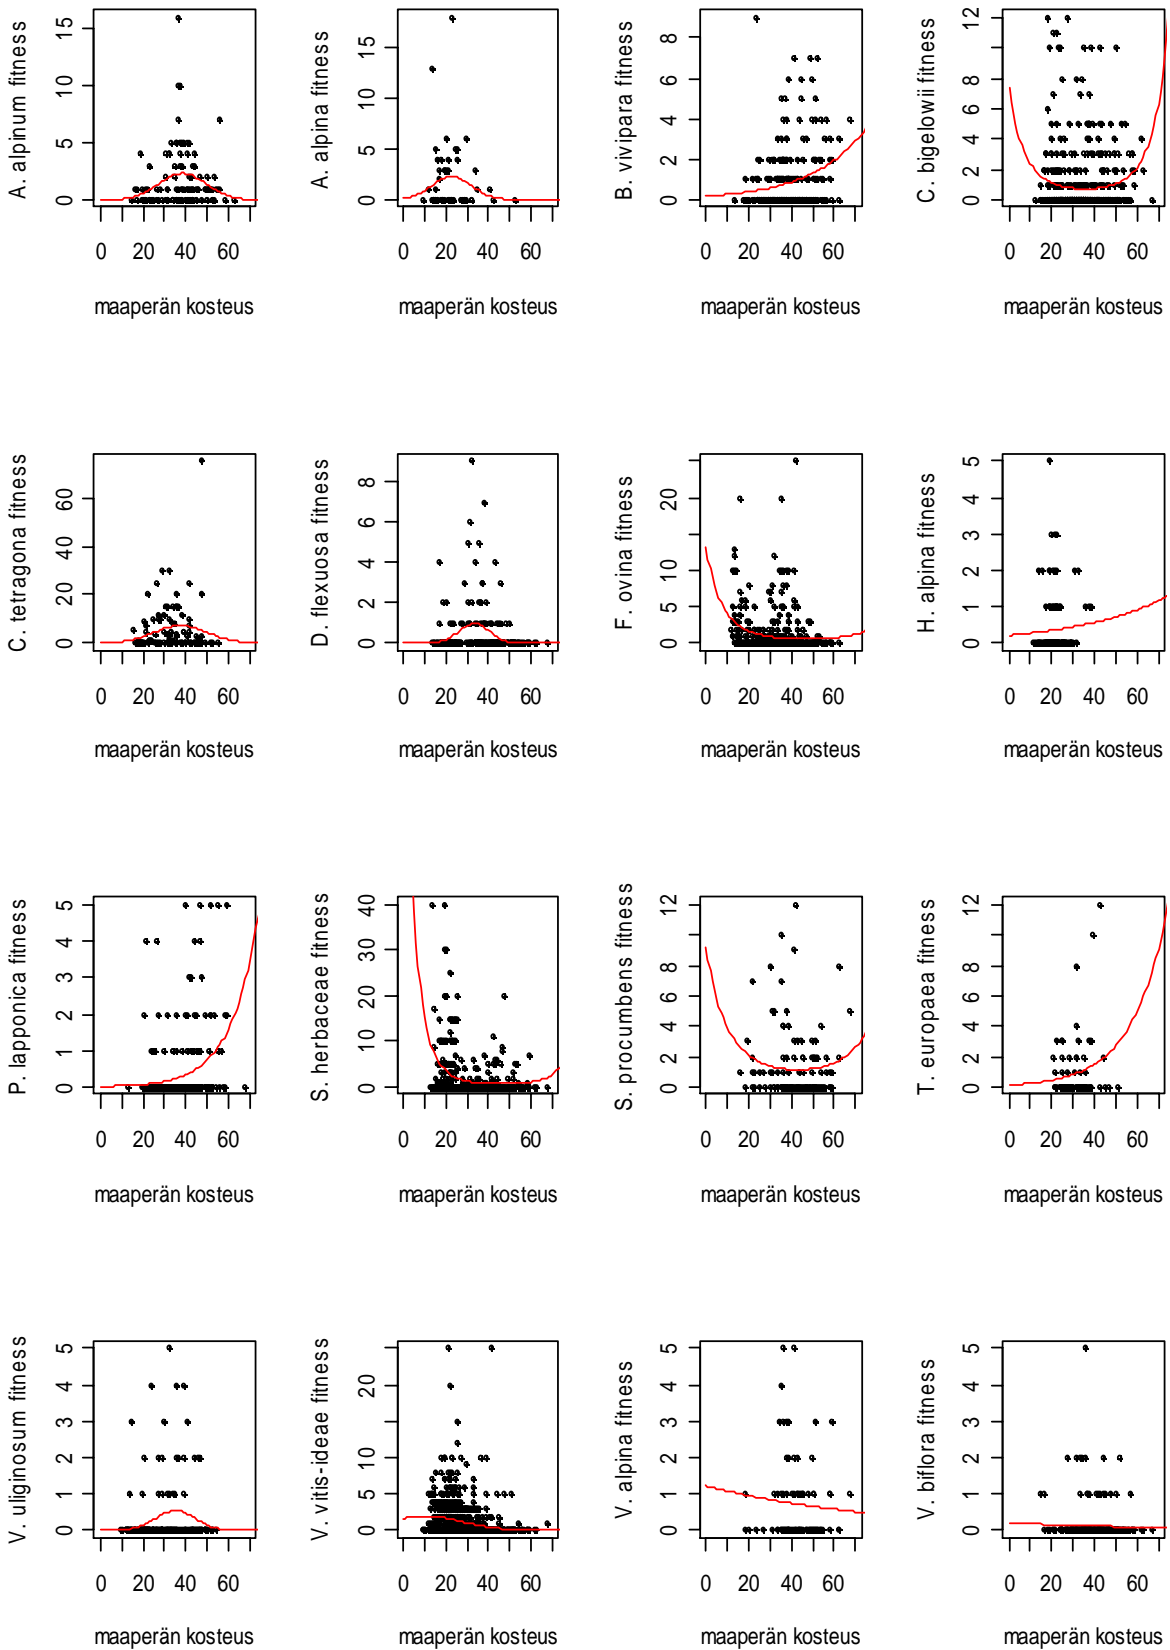 A. alpinum fitness
0 5 10 15
0 20 40 60
maaperän kosteus
A. alpina fitness
0 5 10 15
0 20 40 60
maaperän kosteus
B. vivipara fitness
0 2 4 6 8
0 20 40 60
maaperän kosteus
C. bigelowii fitness
0 2 4 6 8 10 12
0 20 40 60
maaperän kosteus
C. tetragona fitness
0 20 40 60
0 20 40 60
maaperän kosteus
D. flexuosa fitness
0 2 4 6 8
0 20 40 60
maaperän kosteus
F. ovina fitness
0 5 10 20
0 20 40 60
maaperän kosteus
H. alpina fitness
0 1 2 3 4 5
0 20 40 60
maaperän kosteus
P. lapponica fitness
0 1 2 3 4 5
0 20 40 60
maaperän kosteus
S. herbaceae fitness
0 10 20 30 40
0 20 40 60
maaperän kosteus
S. procumbens fitness
0 2 4 6 8 12
0 20 40 60
maaperän kosteus
T. europaea fitness
0 2 4 6 8 12
0 20 40 60
maaperän kosteus
V. uliginosum fitness
0 1 2 3 4 5
0 20 40 60
maaperän kosteus
V. vitis-ideae fitness
0 5 10 20
0 20 40 60
maaperän kosteus
V. alpina fitness
0 1 2 3 4 5
0 20 40 60
maaperän kosteus
V. biflora fitness
0 1 2 3 4 5
0 20 40 60
maaperän kosteus